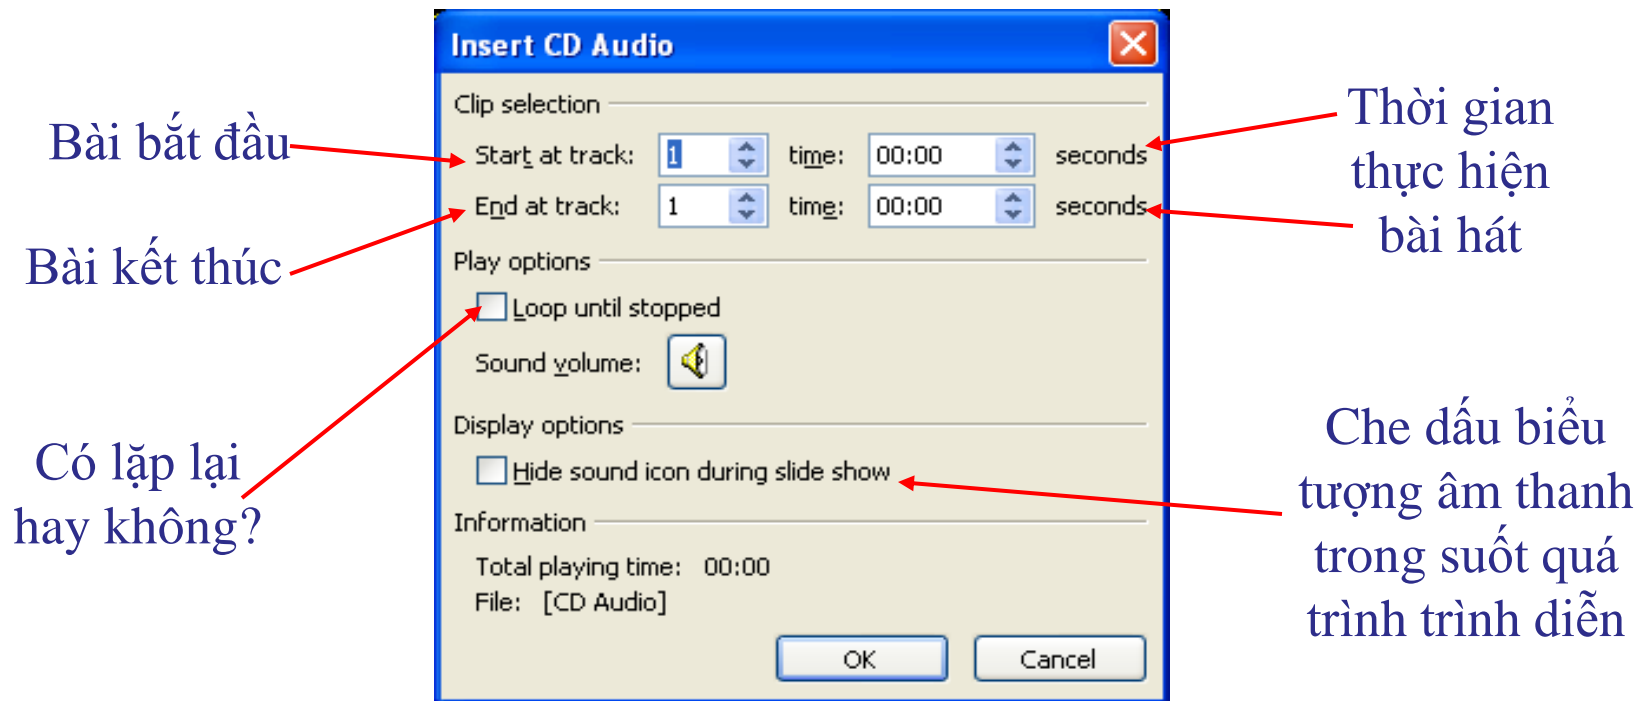 Insert CD Audio
Clip selection
Start at track: 1 time: 00:00 seconds
End at track: 1 time: 00:00 seconds
Play options
Loop until stopped
Sound volume:
Display options
Hide sound icon during slide show
Information
Total playing time: 00:00
File: [CD Audio]
OK Cancel
Bài bắt đầu
Bài kết thúc
Có lặp lại
hay không?
Thời gian
thực hiện
bài hát
Che dấu biểu
tượng âm thanh
trong suốt quá
trình trình diễn